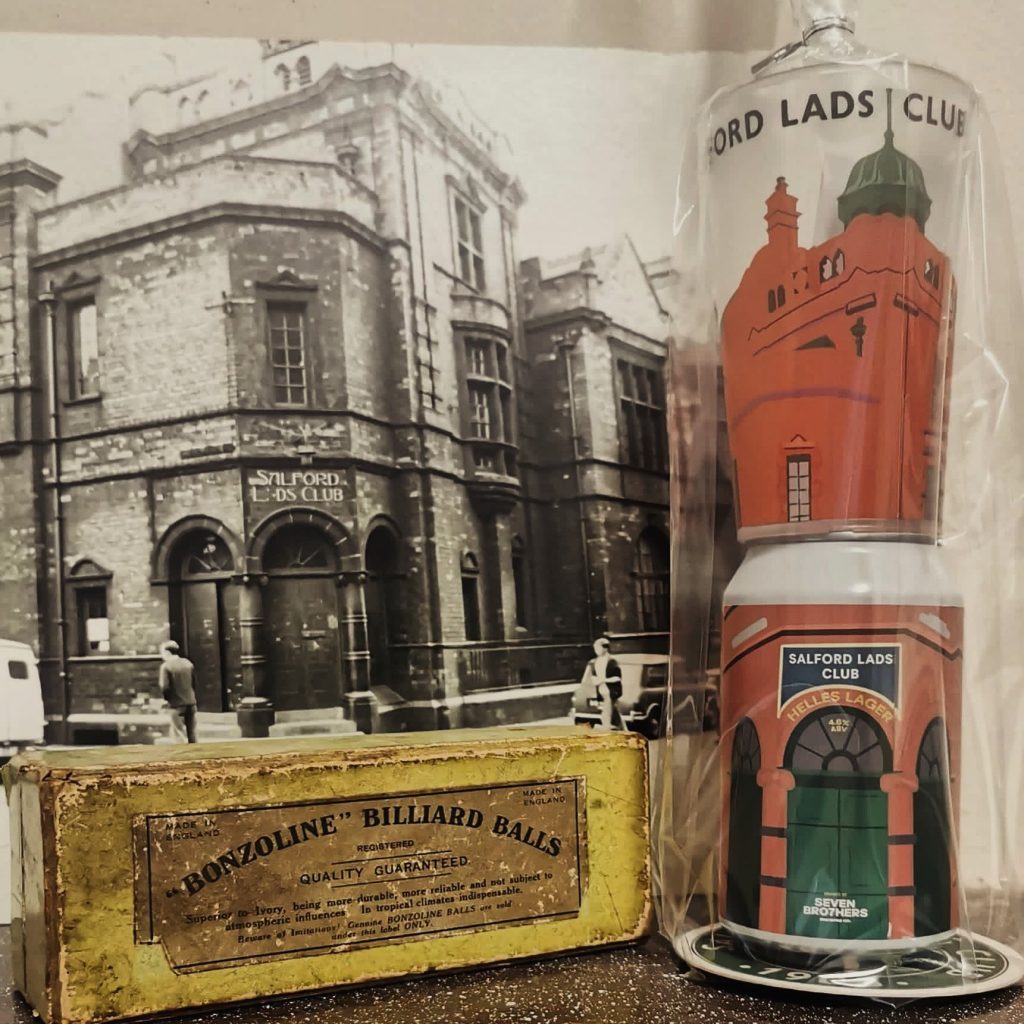 ORD LADS CLUB
SALFORD
LADS CLUB
SALFORD LADS
CLUB
HELLES LAGER
4.6%
ABV
SEVEN
BROTHERS
MADE IN
ENGLAND
MADE IN
ENGLAND
"BONZOLINE" BILLIARD BALLS
REGISTERED
QUALITY GUARANTEED
Superior to Ivory, being more durable, more reliable and not subject to
atmospheric influences. In tropical climates indispensable.
Beware of Imitations! Genuine BONZOLINE BALLS are sold
under this label ONLY.